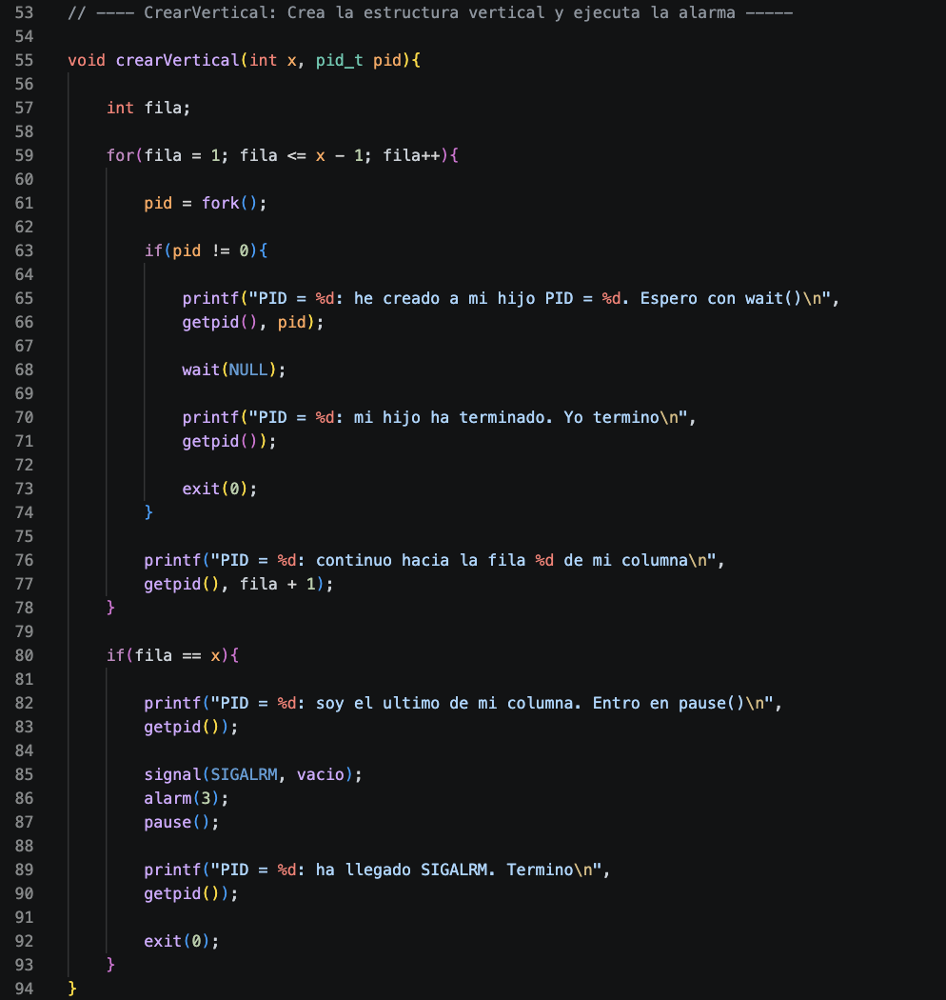 53 // ---- CrearVertical: Crea la estructura vertical y ejecuta la alarma -----
54
55 void crearVertical(int x, pid_t pid){
56
57     int fila;
58
59     for(fila = 1; fila <= x - 1; fila++){
60
61         pid = fork();
62
63         if(pid != 0){
64
65             printf("PID = %d: he creado a mi hijo PID = %d. Espero con wait()\n",
66             getpid(), pid);
67
68             wait(NULL);
69
70             printf("PID = %d: mi hijo ha terminado. Yo termino\n",
71             getpid());
72
73             exit(0);
74         }
75
76         printf("PID = %d: continuo hacia la fila %d de mi columna\n",
77         getpid(), fila + 1);
78     }
79
80     if(fila == x){
81
82         printf("PID = %d: soy el ultimo de mi columna. Entro en pause()\n",
83         getpid());
84
85         signal(SIGALRM, vacio);
86         alarm(3);
87         pause();
88
89         printf("PID = %d: ha llegado SIGALRM. Termino\n",
90         getpid());
91
92         exit(0);
93     }
94 }